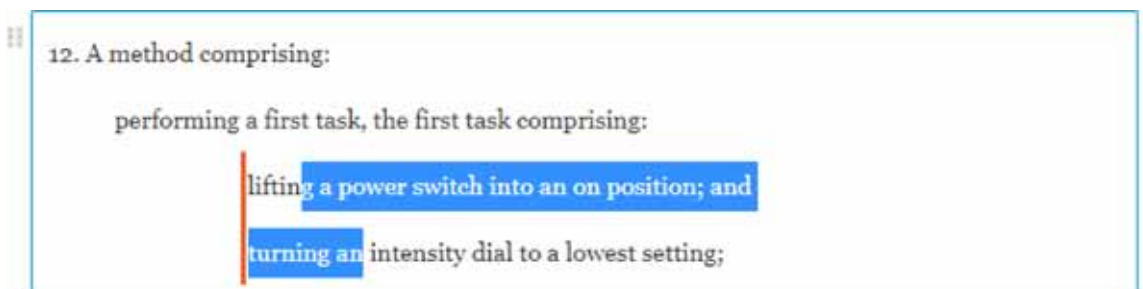 12. A method comprising:
performing a first task, the first task comprising:
lifting a power switch into an on position; and
turning an intensity dial to a lowest setting;